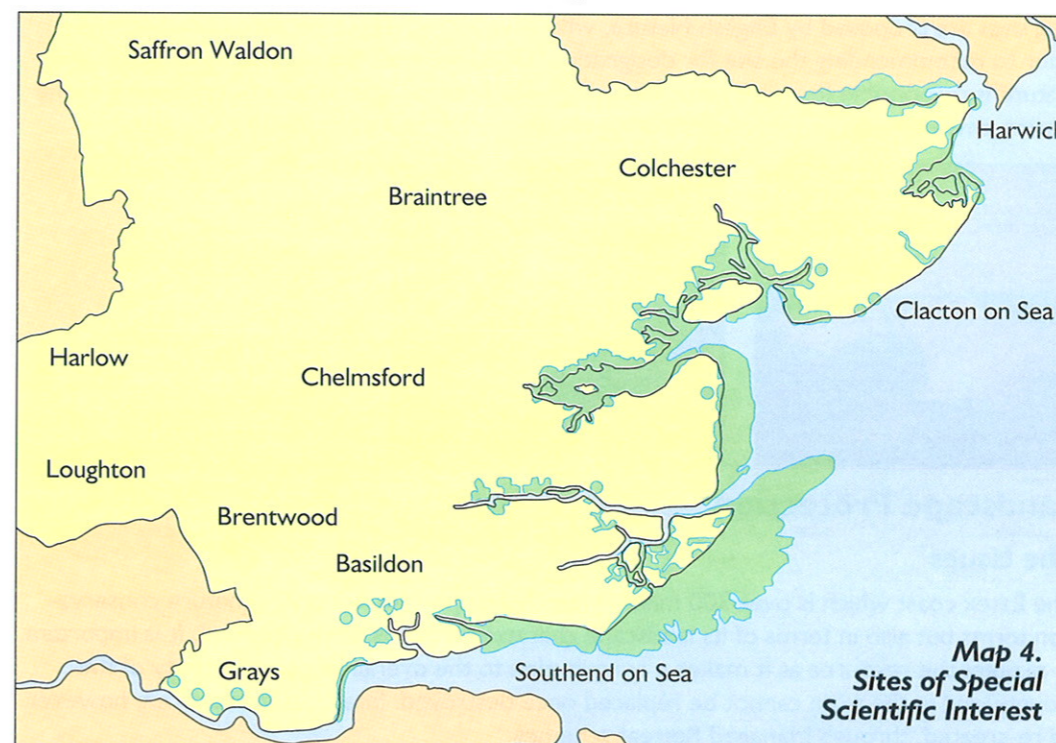 Saffron Waldon
Harwich
Colchester
Braintree
Clacton on Sea
Harlow
Chelmsford
Loughton
Brentwood
Basildon
Grays
Southend on Sea
Map 4.
Sites of Special
Scientific Interest